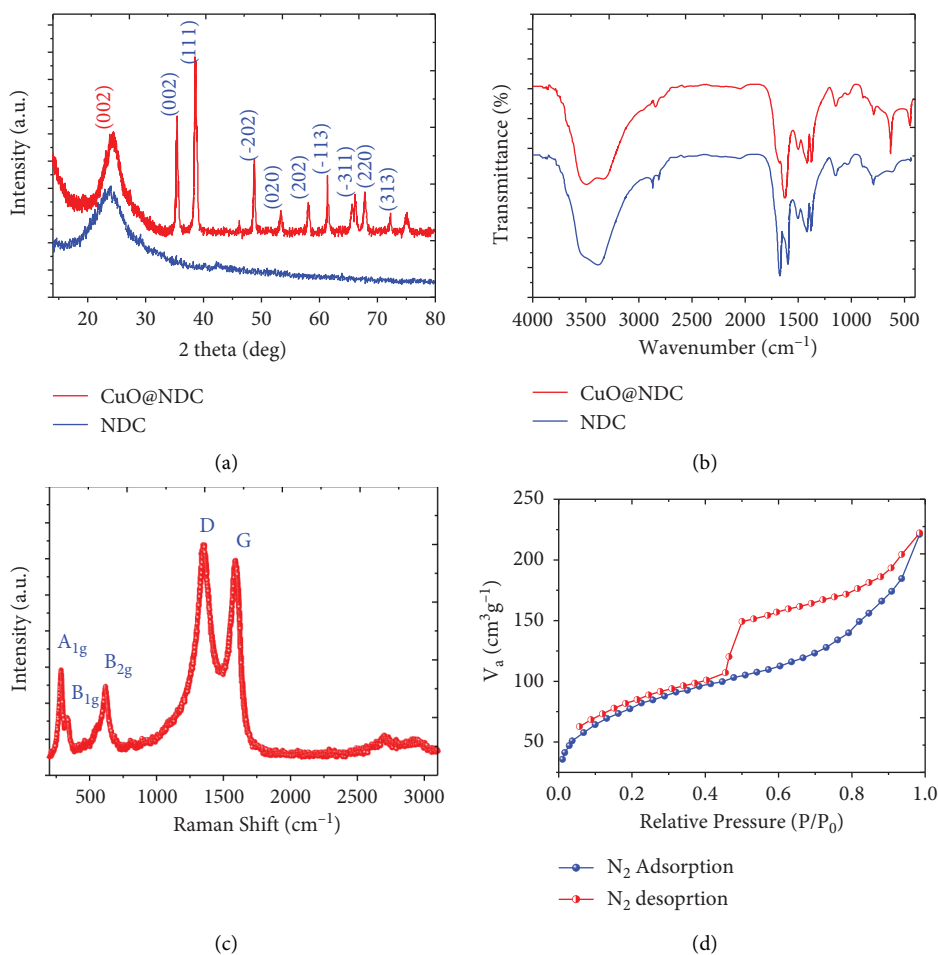 Intensity (a.u.)
(002)
(002)
(111)
(-202)
(020)
(202)
(-113)
(-311)
(220)
(313)
20 30 40 50 60 70 80
2 theta (deg)
CuO@NDC
NDC
(a)
Transmittance (%)
4000 3500 3000 2500 2000 1500 1000 500
Wavenumber (cm⁻¹)
CuO@NDC
NDC
(b)
Intensity (a.u.)
A₁g
B₁g
B₂g
D
G
500 1000 1500 2000 2500 3000
Raman Shift (cm⁻¹)
(c)
Vₐ (cm³g⁻¹)
250
200
150
100
50
0.0 0.2 0.4 0.6 0.8 1.0
Relative Pressure (P/P₀)
N₂ Adsorption
N₂ desoprtion
(d)